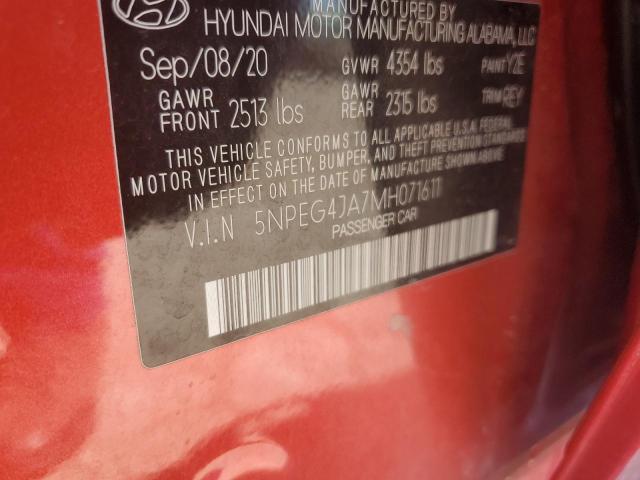 MANUFACTURED BY
HYUNDAI MOTOR MANUFACTURING ALABAMA, LLC
Sep/08/20 GVWR 4354 lbs PAINT Y2E
GAWR FRONT 2513 lbs GAWR REAR 2315 lbs TRIM REY
THIS VEHICLE CONFORMS TO ALL APPLICABLE U.S.A. FEDERAL
MOTOR VEHICLE SAFETY, BUMPER, AND THEFT PREVENTION STANDARDS
IN EFFECT ON THE DATE OF MANUFACTURE SHOWN ABOVE
V.I.N 5NPEG4JA7MH071611
PASSENGER CAR